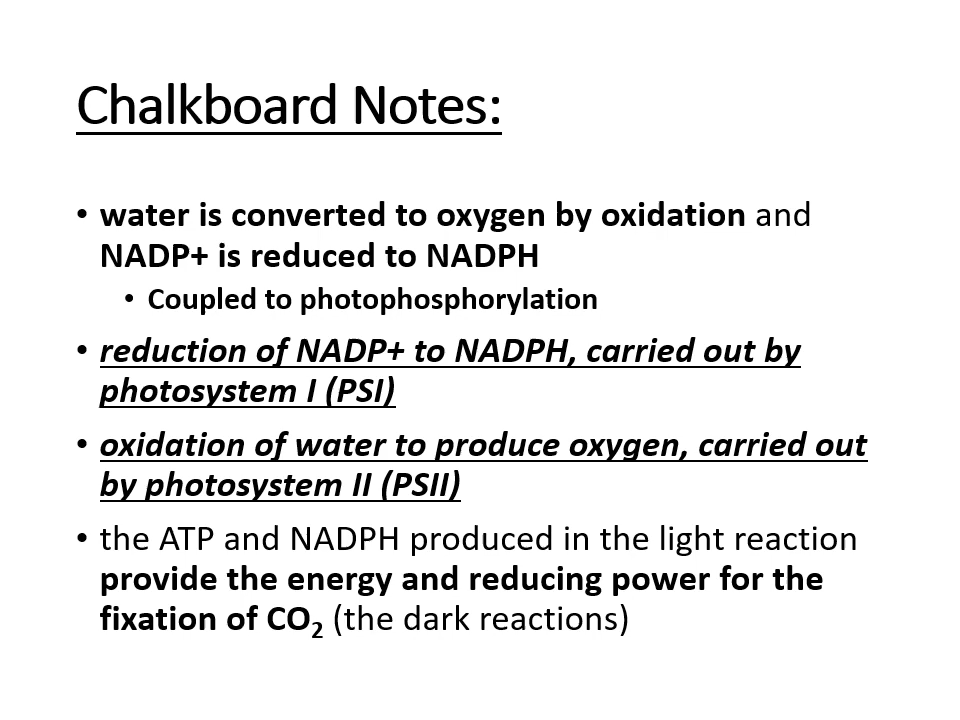 Chalkboard Notes:
• water is converted to oxygen by oxidation and
NADP+ is reduced to NADPH
• Coupled to photophosphorylation
• reduction of NADP+ to NADPH, carried out by
photosystem I (PSI)
• oxidation of water to produce oxygen, carried out
by photosystem II (PSII)
• the ATP and NADPH produced in the light reaction
provide the energy and reducing power for the
fixation of CO₂ (the dark reactions)